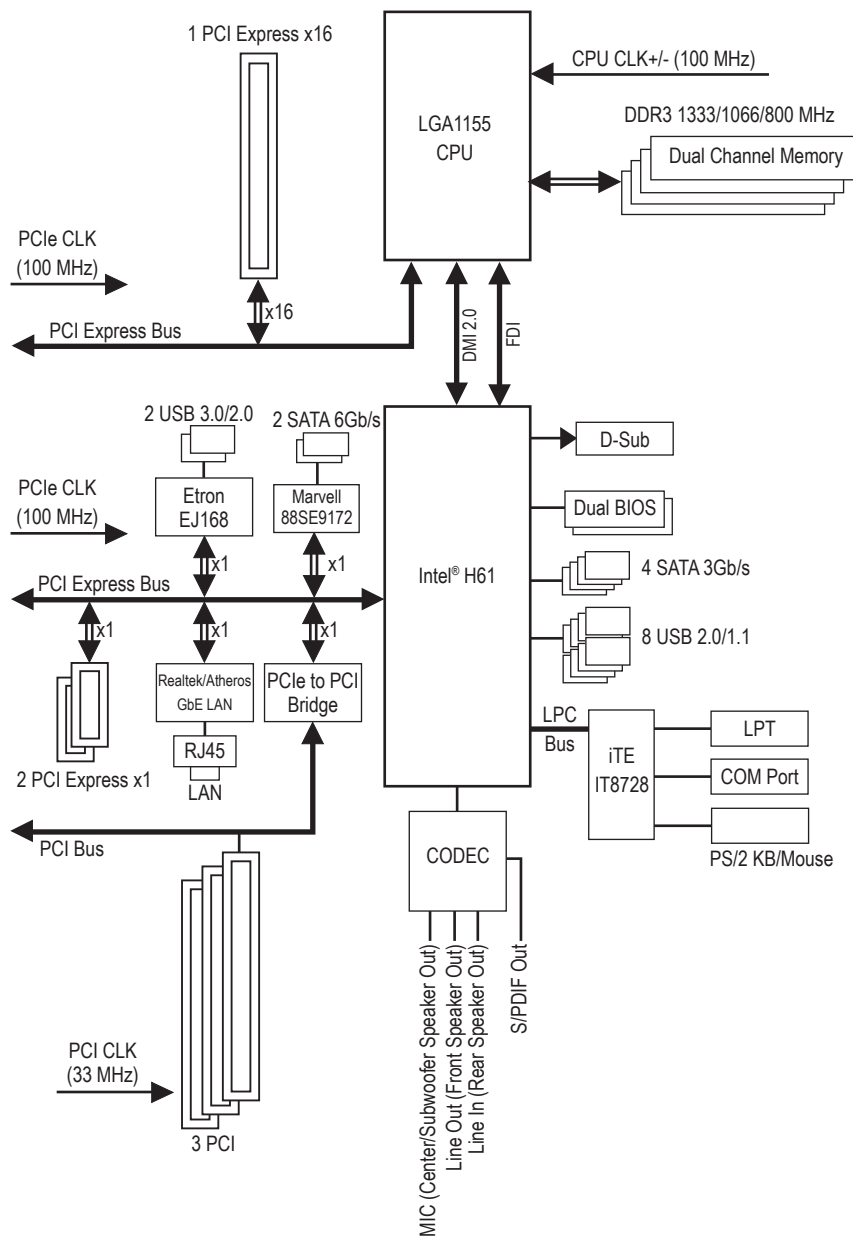 1 PCI Express x16
CPU CLK+/- (100 MHz)
LGA1155
CPU
DDR3 1333/1066/800 MHz
Dual Channel Memory
PCIe CLK
(100 MHz)
x16
PCI Express Bus
DMI 2.0
FDI
2 USB 3.0/2.0
2 SATA 6Gb/s
D-Sub
PCIe CLK
(100 MHz)
Etron
EJ168
Marvell
88SE9172
Dual BIOS
x1
x1
Intel® H61
4 SATA 3Gb/s
PCI Express Bus
x1
x1
x1
8 USB 2.0/1.1
Realtek/Atheros
GbE LAN
PCIe to PCI
Bridge
LPC
Bus
iTE
IT8728
LPT
RJ45
LAN
2 PCI Express x1
COM Port
PCI Bus
PS/2 KB/Mouse
CODEC
MIC (Center/Subwoofer Speaker Out)
Line Out (Front Speaker Out)
Line In (Rear Speaker Out)
S/PDIF Out
PCI CLK
(33 MHz)
3 PCI